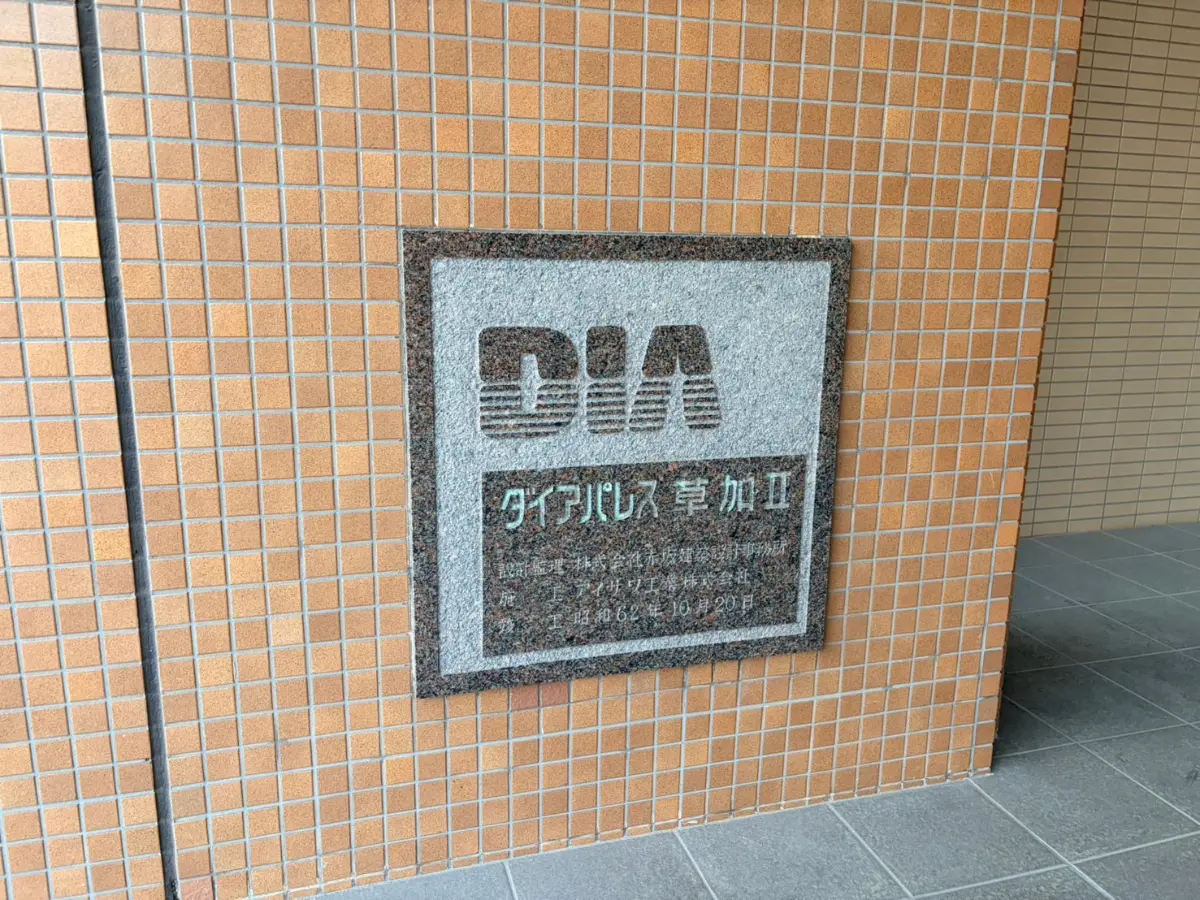 DIA
ダイアパレス草加II
設計監理 株式会社赤坂建築設計事務所
施 工 アイサワ工業株式会社
竣 工 昭和62年10月20日